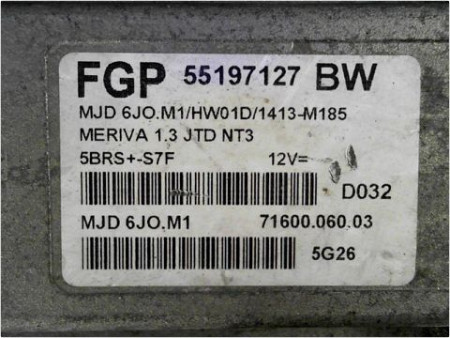 FGP 55197127 BW
MJD 6JO.M1/HW01D/1413-M185
MERIVA 1.3 JTD NT3
5BRS+-S7F 12V=
D032
MJD 6JO.M1 71600.060.03
5G26